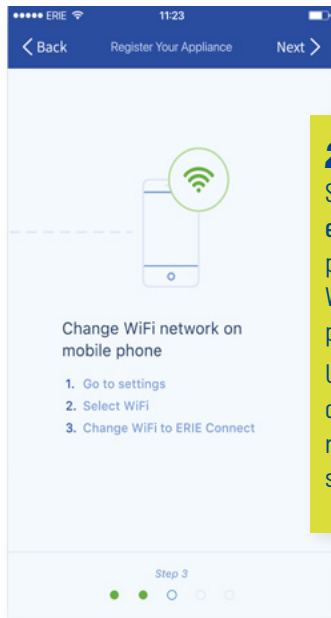 ERIE 11:23
Back Register Your Appliance Next
Change WiFi network on
mobile phone
1. Go to settings
2. Select WiFi
3. Change WiFi to ERIE Connect
Step 3